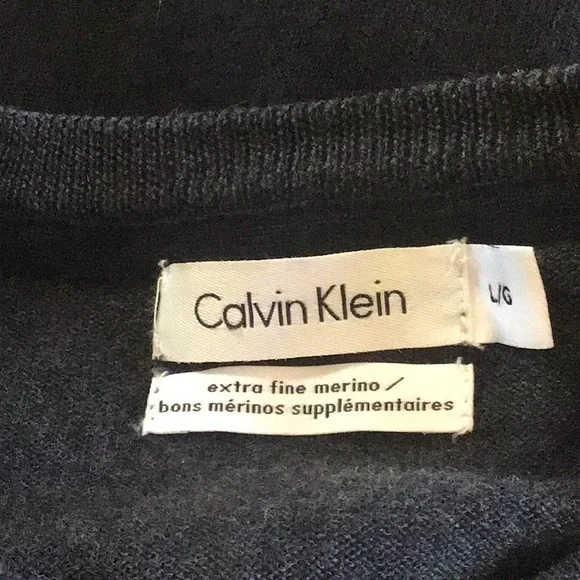 Calvin Klein
L/G
extra fine merino /
bons mérinos supplémentaires